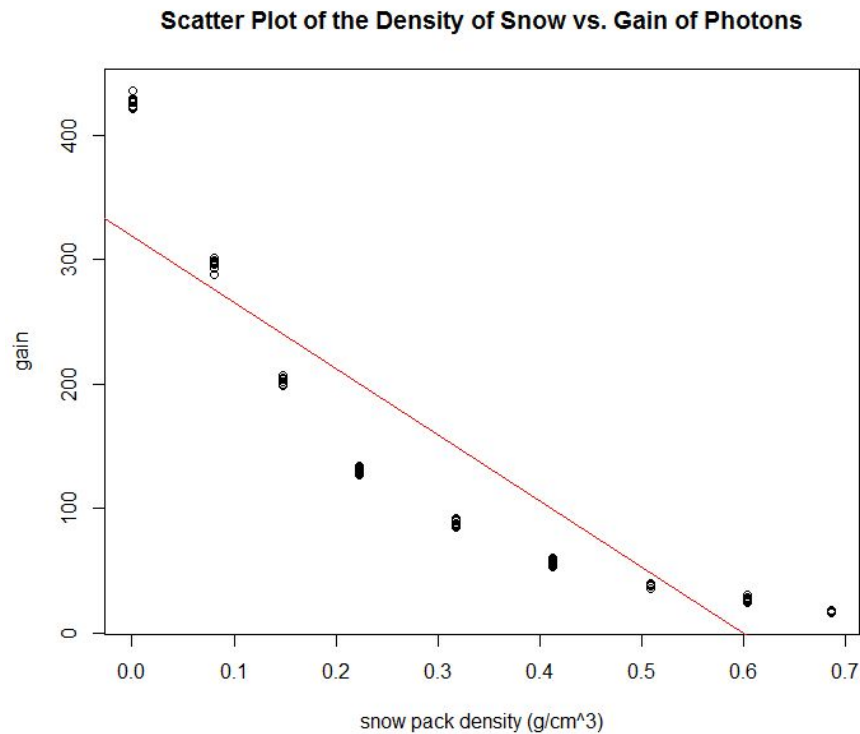 Scatter Plot of the Density of Snow vs. Gain of Photons
gain
400
300
200
100
0
0.0 0.1 0.2 0.3 0.4 0.5 0.6 0.7
snow pack density (g/cm^3)